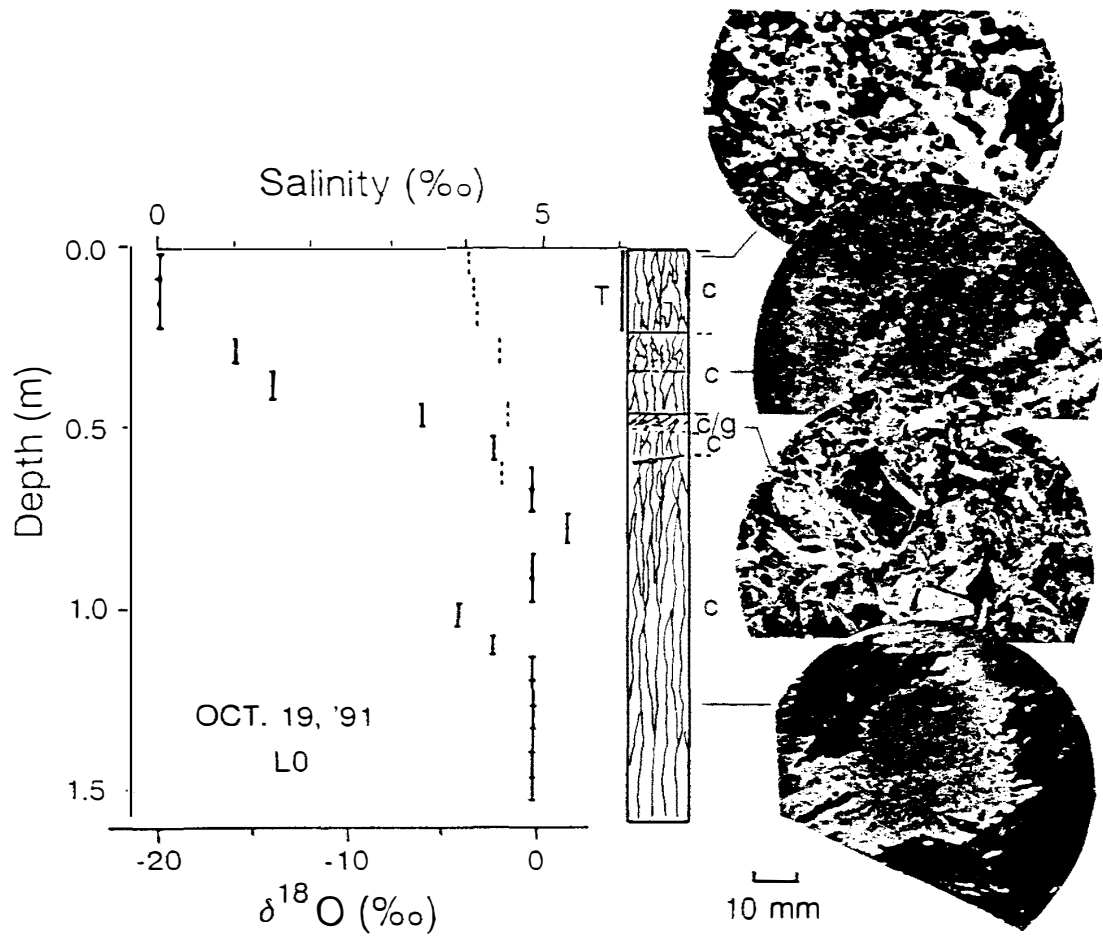 Salinity (‰)
0 5
0.0
T c
c
0.5 c/g
c
Depth (m)
1.0 c
OCT. 19, '91
L0
1.5
-20 -10 0
δ18O (‰)
10 mm